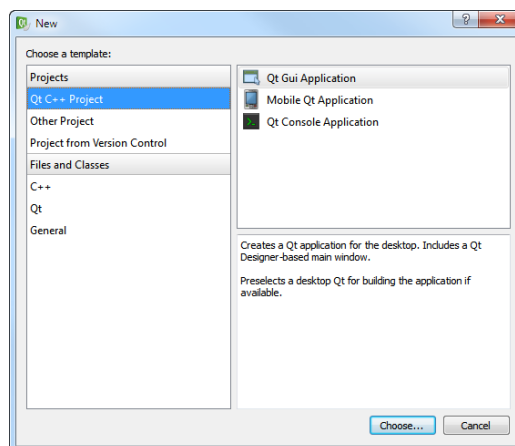 New
Choose a template:
Projects
Qt C++ Project
Other Project
Project from Version Control
Files and Classes
C++
Qt
General
Qt Gui Application
Mobile Qt Application
Qt Console Application
Creates a Qt application for the desktop. Includes a Qt
Designer-based main window.
Preselects a desktop Qt for building the application if
available.
Choose...
Cancel